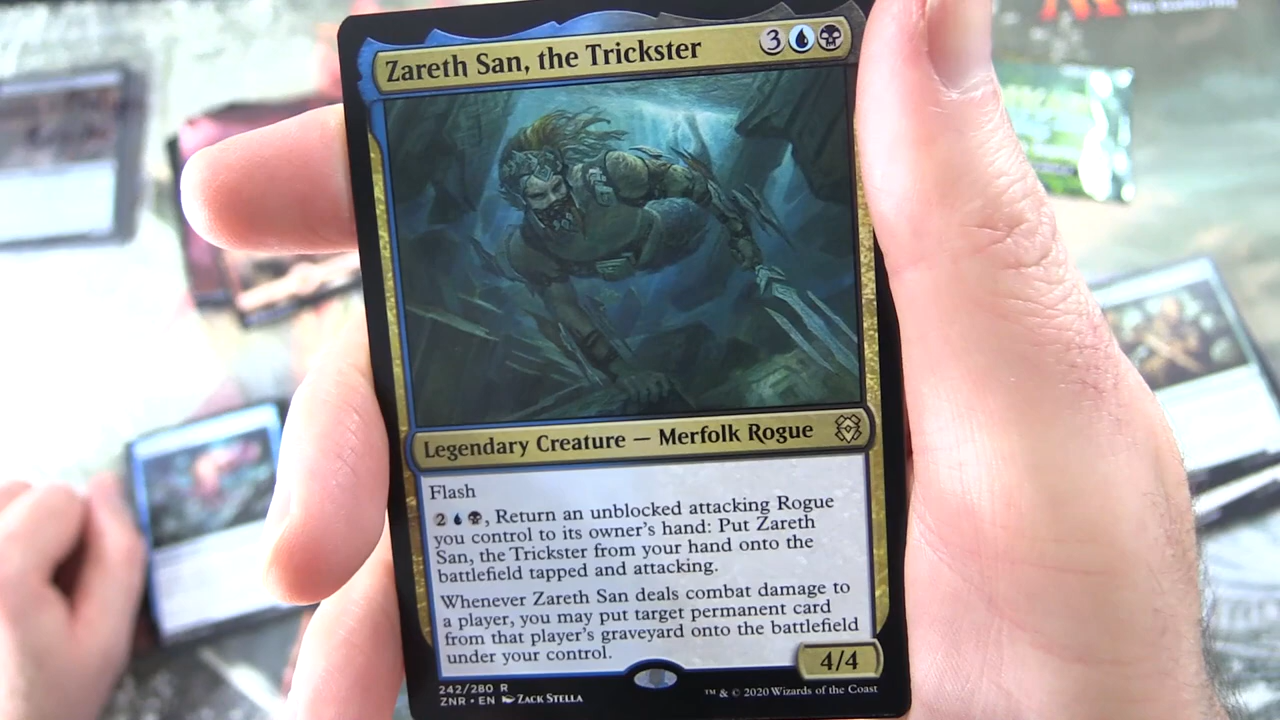 Zareth San, the Trickster 3
Legendary Creature — Merfolk Rogue
Flash
2, Return an unblocked attacking Rogue
you control to its owner's hand: Put Zareth
San, the Trickster from your hand onto the
battlefield tapped and attacking.
Whenever Zareth San deals combat damage to
a player, you may put target permanent card
from that player's graveyard onto the battlefield
under your control.
4/4
242/280 R
ZNR • EN Zack Stella
™ & © 2020 Wizards of the Coast